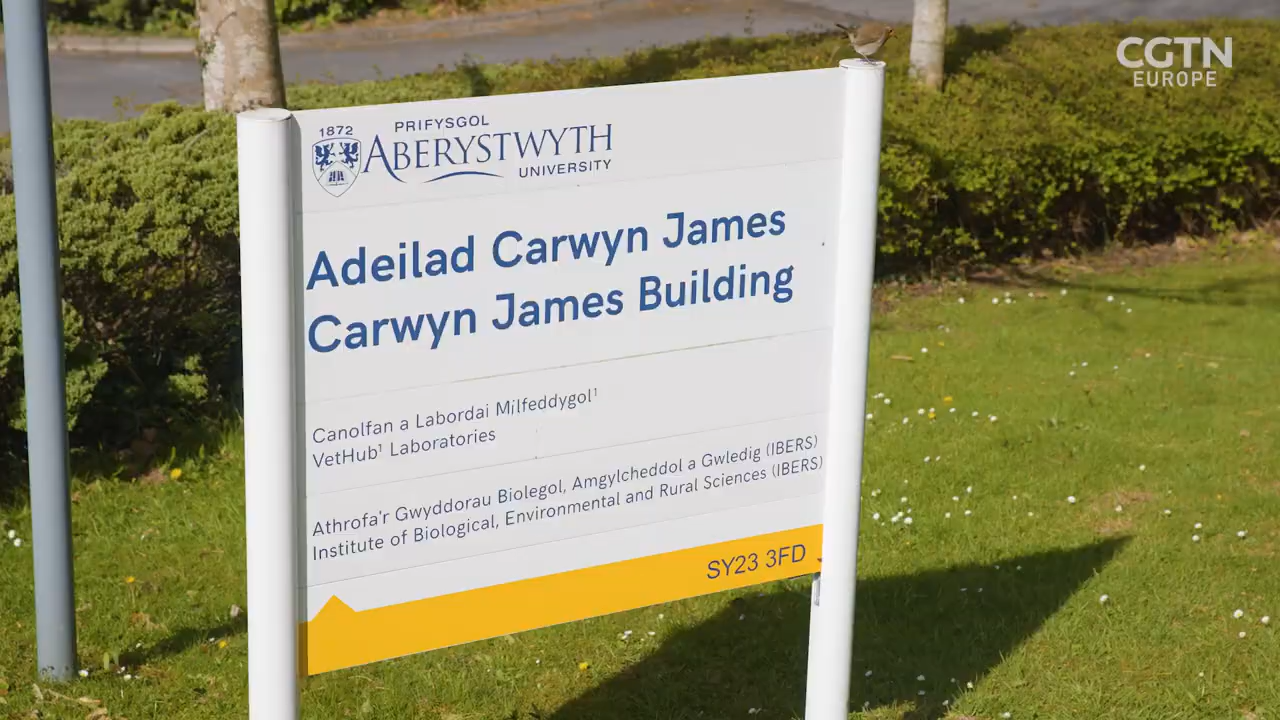 CGTN
EUROPE
1872
PRIFYSGOL
ABERYSTWYTH
UNIVERSITY
Adeilad Carwyn James
Carwyn James Building
Canolfan a Labordai Milfeddygol¹
VetHub¹ Laboratories
Athrofa'r Gwyddorau Biolegol, Amgylcheddol a Gwledig (IBERS)
Institute of Biological, Environmental and Rural Sciences (IBERS)
SY23 3FD